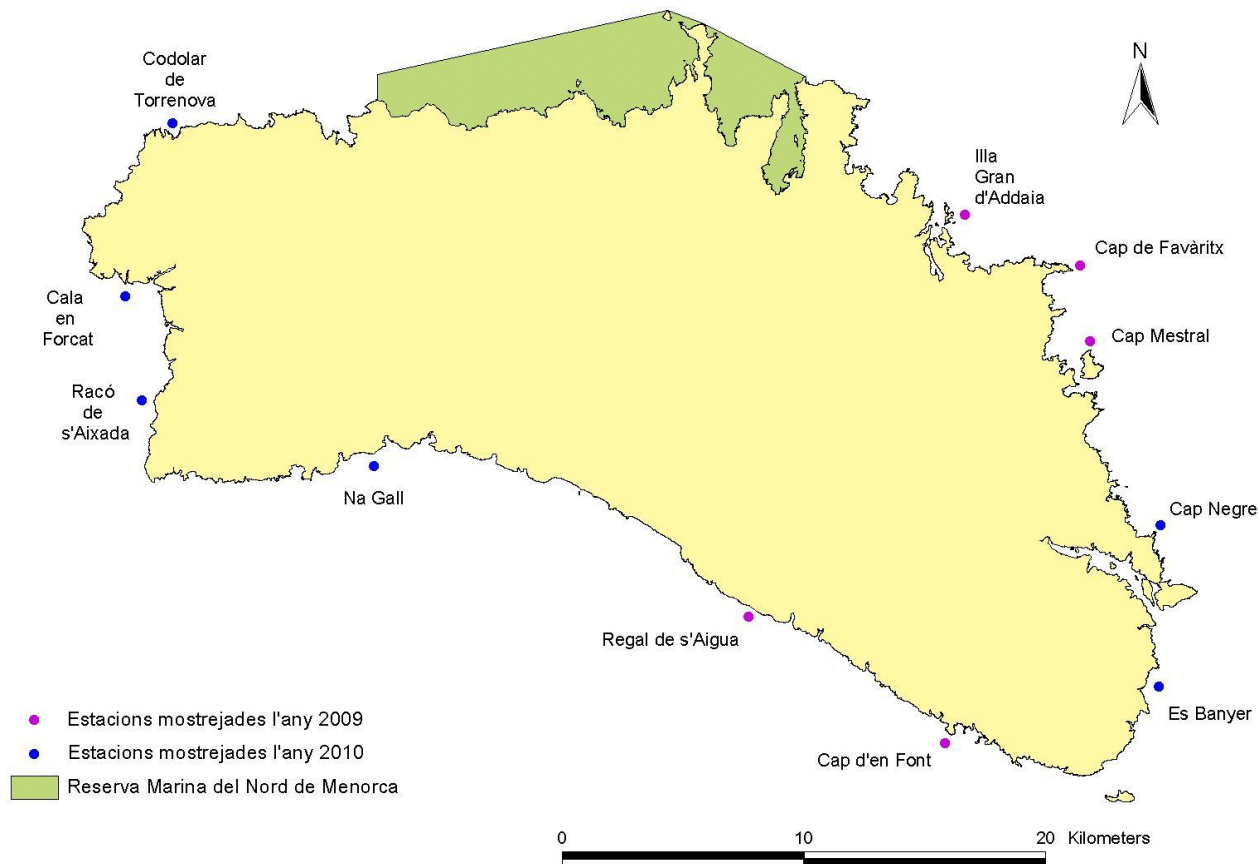 Codolar
de
Torrenova
N
Illa
Gran
d'Addaia
Cap de Favàritx
Cala
en
Forcat
Cap Mestral
Racó
de
s'Aixada
Na Gall
Cap Negre
Regal de s'Aigua
Es Banyer
Cap d'en Font
Estacions mostrejades l'any 2009
Estacions mostrejades l'any 2010
Reserva Marina del Nord de Menorca
0 10 20 Kilometers